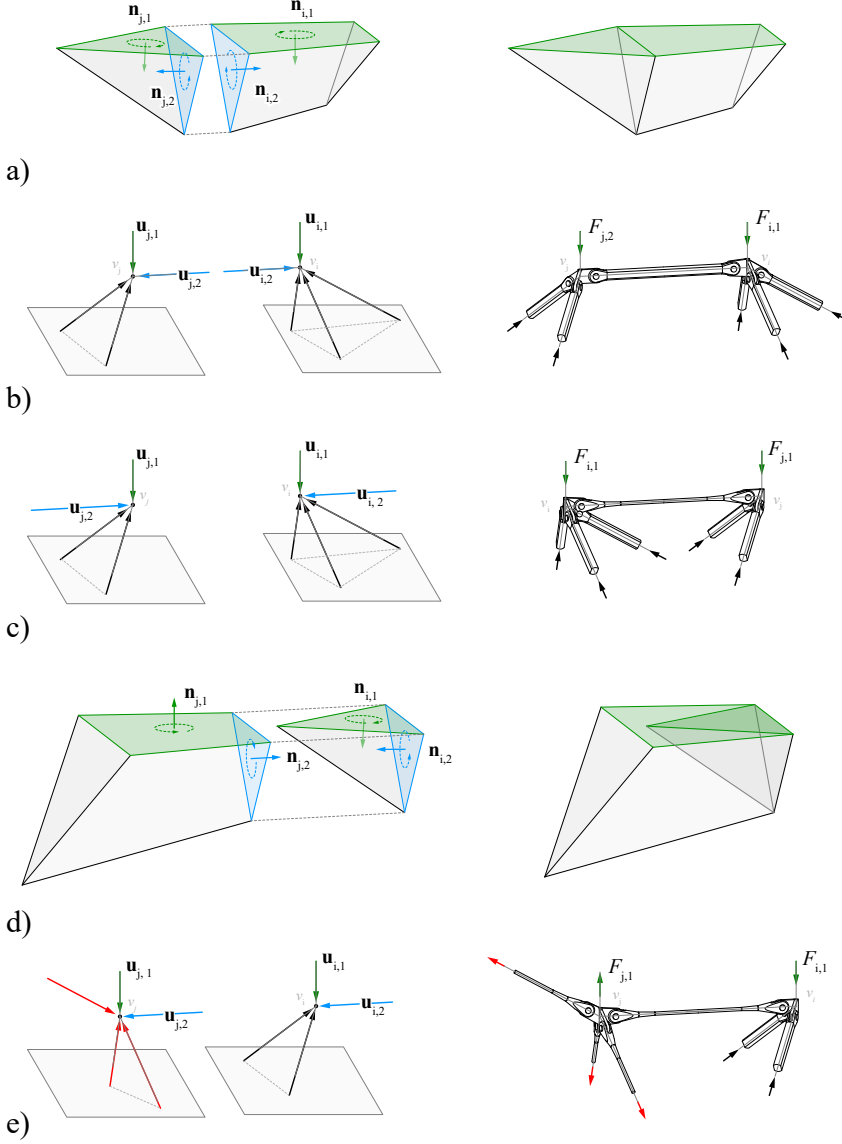 n_j,1
n_i,1
n_j,2
n_i,2
a)
u_j,1
u_i,1
v_j
u_j,2
u_i,2
v_i
F_j,2
F_i,1
v_j
v_i
b)
u_j,1
u_i,1
u_j,2
v_j
v_i
u_i, 2
F_i,1
F_j,1
v_i
v_j
c)
n_j,1
n_i,1
n_j,2
n_i,2
d)
u_j, 1
u_i,1
v_j
u_j,2
v_i
u_i,2
F_j,1
F_i,1
v_j
v_i
e)